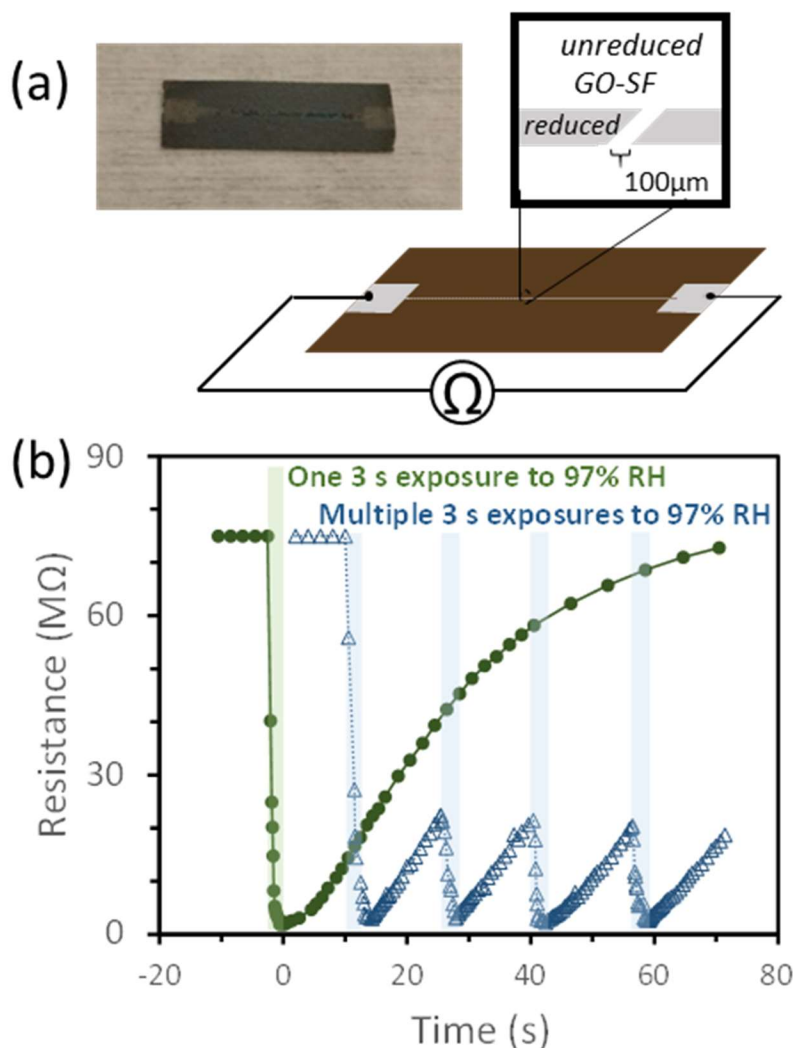 (a)
unreduced
GO-SF
reduced
100µm
Ω
(b)
One 3 s exposure to 97% RH
Multiple 3 s exposures to 97% RH
Resistance (MΩ)
90
60
30
0
-20 0 20 40 60 80
Time (s)